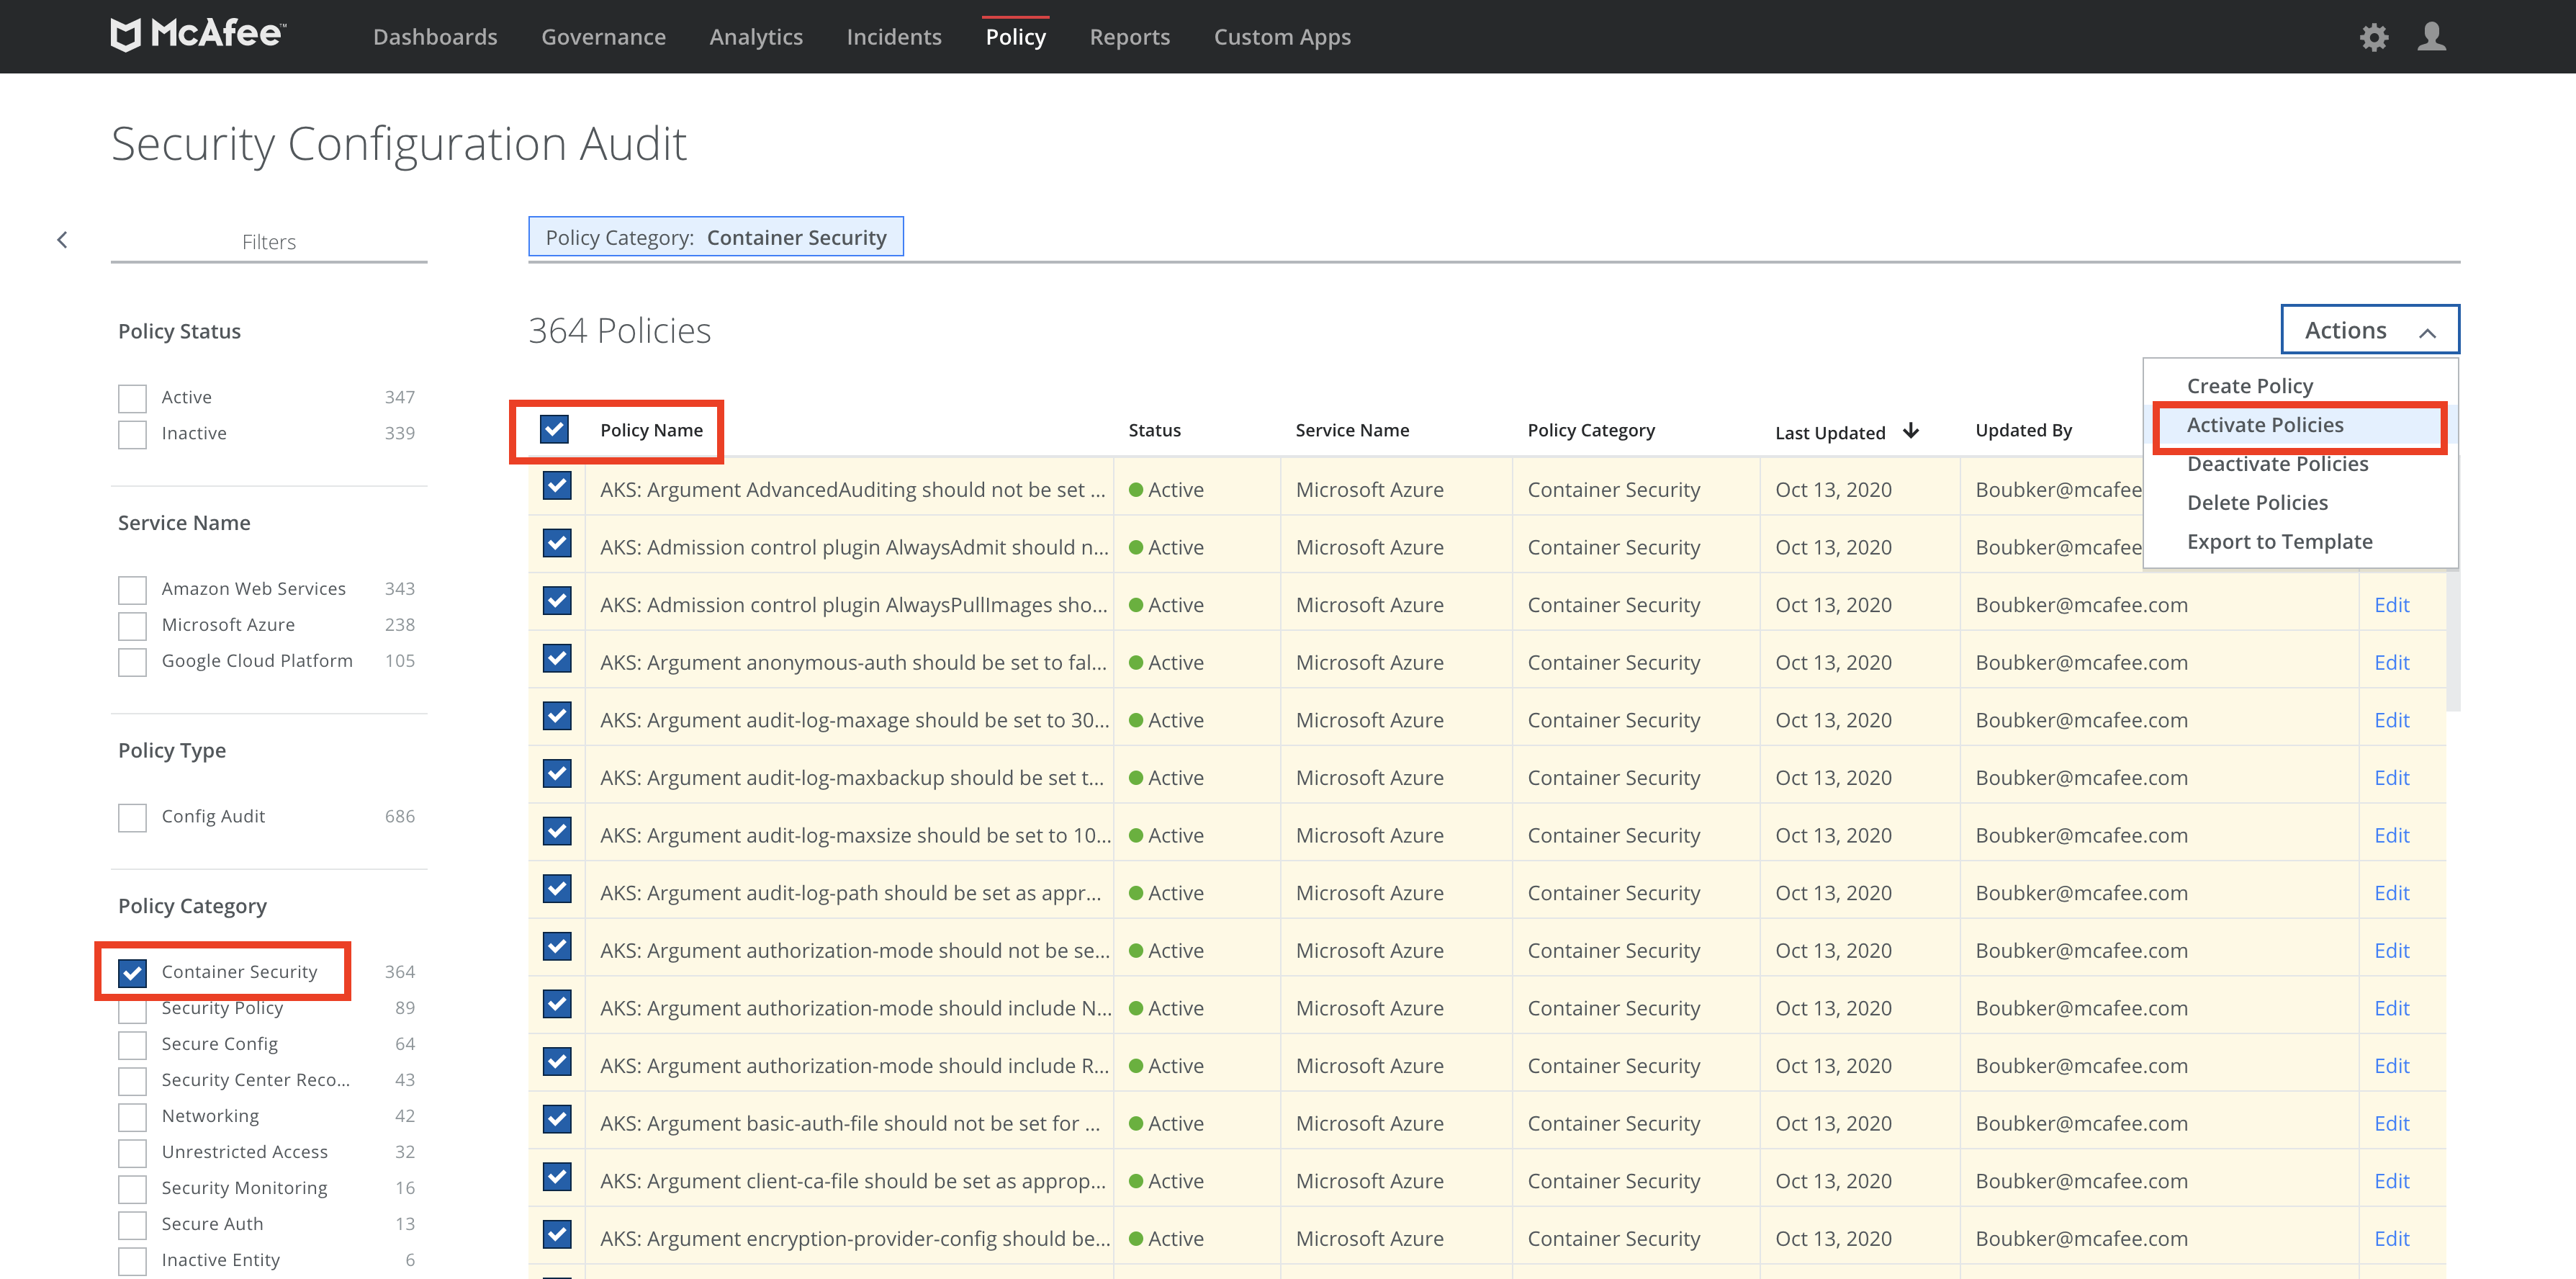 McAfee™ Dashboards Governance Analytics Incidents Policy Reports Custom Apps
Security Configuration Audit
Filters
Policy Category: Container Security
364 Policies
Actions
Create Policy
Activate Policies
Deactivate Policies
Delete Policies
Export to Template
Policy Status
Active 347
Inactive 339
Service Name
Amazon Web Services 343
Microsoft Azure 238
Google Cloud Platform 105
Policy Type
Config Audit 686
Policy Category
Container Security 364
Security Policy 89
Secure Config 64
Security Center Reco... 43
Networking 42
Unrestricted Access 32
Security Monitoring 16
Secure Auth 13
Inactive Entity 6
Policy Name Status Service Name Policy Category Last Updated Updated By
AKS: Argument AdvancedAuditing should not be set ... Active Microsoft Azure Container Security Oct 13, 2020 Boubker@mcafee
AKS: Admission control plugin AlwaysAdmit should n... Active Microsoft Azure Container Security Oct 13, 2020 Boubker@mcafee
AKS: Admission control plugin AlwaysPullImages sho... Active Microsoft Azure Container Security Oct 13, 2020 Boubker@mcafee.com Edit
AKS: Argument anonymous-auth should be set to fal... Active Microsoft Azure Container Security Oct 13, 2020 Boubker@mcafee.com Edit
AKS: Argument audit-log-maxage should be set to 30... Active Microsoft Azure Container Security Oct 13, 2020 Boubker@mcafee.com Edit
AKS: Argument audit-log-maxbackup should be set t... Active Microsoft Azure Container Security Oct 13, 2020 Boubker@mcafee.com Edit
AKS: Argument audit-log-maxsize should be set to 10... Active Microsoft Azure Container Security Oct 13, 2020 Boubker@mcafee.com Edit
AKS: Argument audit-log-path should be set as appr... Active Microsoft Azure Container Security Oct 13, 2020 Boubker@mcafee.com Edit
AKS: Argument authorization-mode should not be se... Active Microsoft Azure Container Security Oct 13, 2020 Boubker@mcafee.com Edit
AKS: Argument authorization-mode should include N... Active Microsoft Azure Container Security Oct 13, 2020 Boubker@mcafee.com Edit
AKS: Argument authorization-mode should include R... Active Microsoft Azure Container Security Oct 13, 2020 Boubker@mcafee.com Edit
AKS: Argument basic-auth-file should not be set for ... Active Microsoft Azure Container Security Oct 13, 2020 Boubker@mcafee.com Edit
AKS: Argument client-ca-file should be set as approp... Active Microsoft Azure Container Security Oct 13, 2020 Boubker@mcafee.com Edit
AKS: Argument encryption-provider-config should be... Active Microsoft Azure Container Security Oct 13, 2020 Boubker@mcafee.com Edit